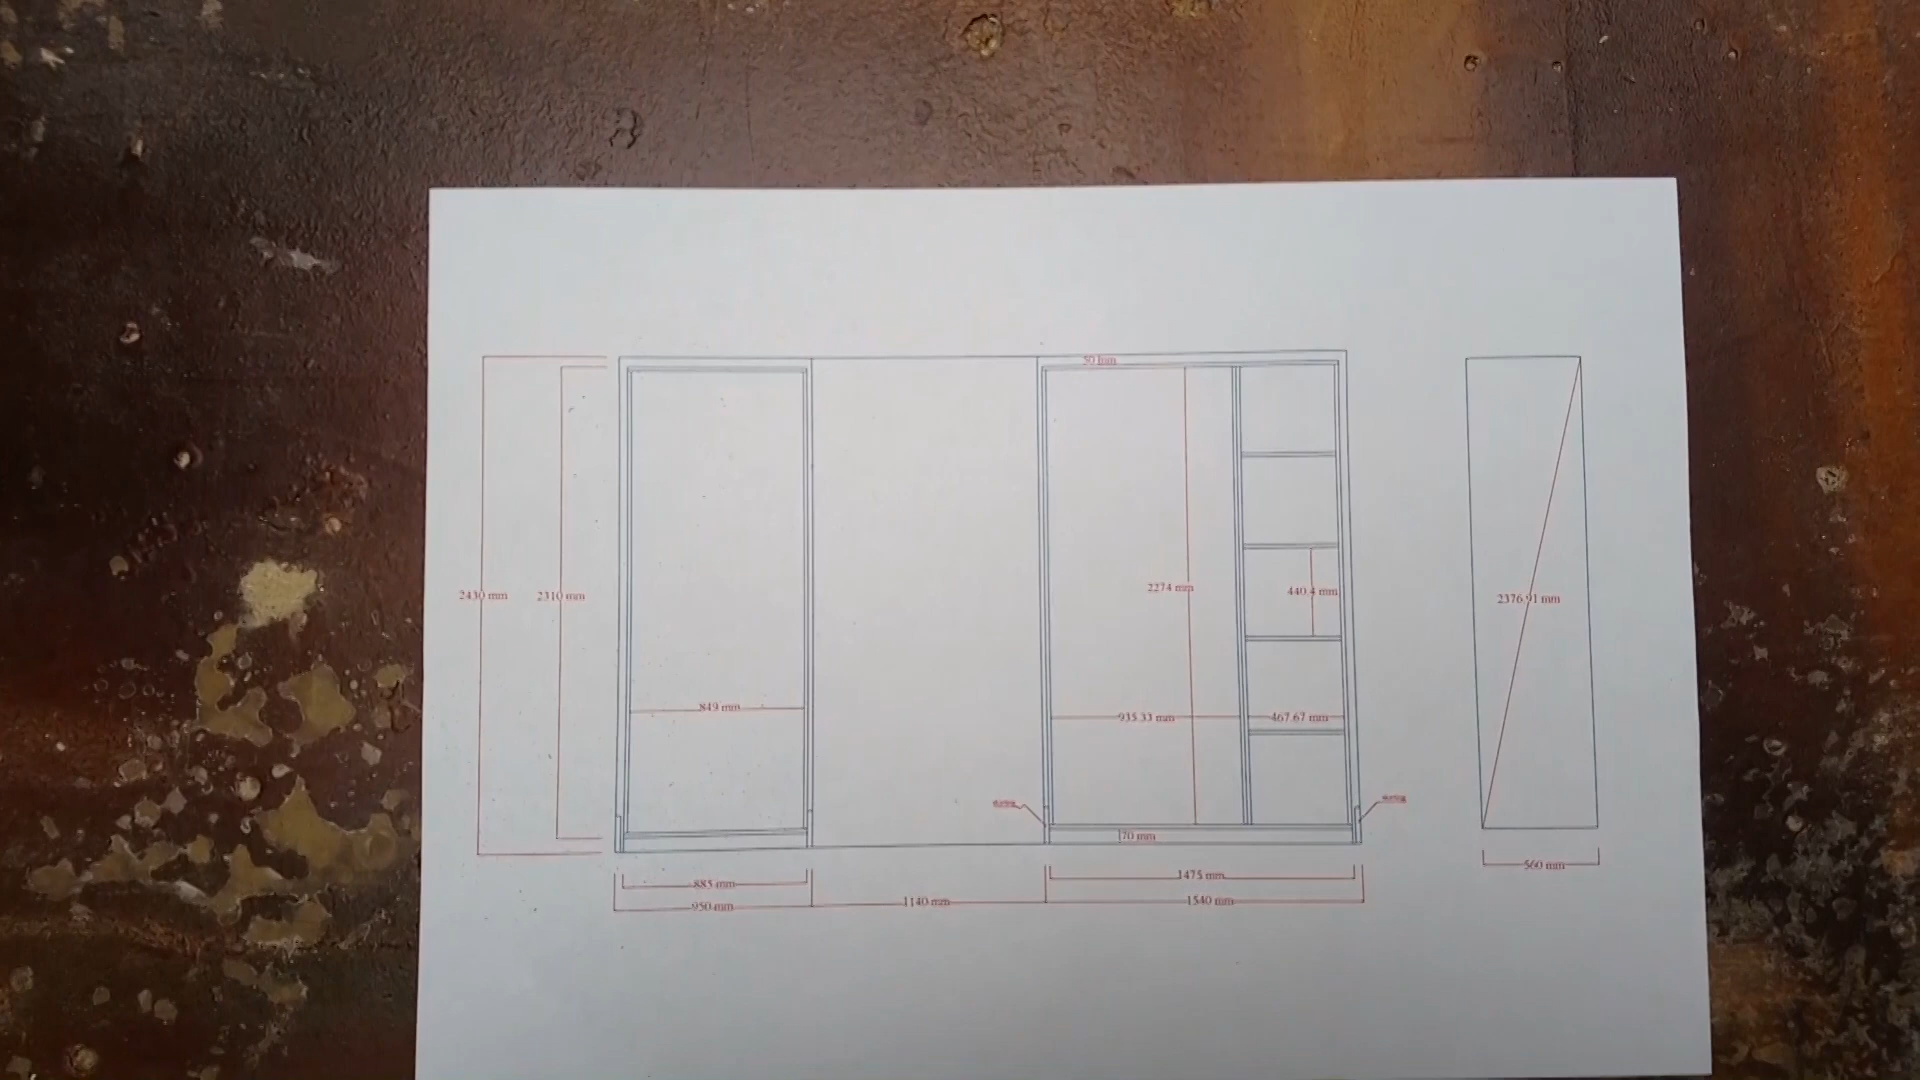 50 mm
2430 mm
2310 mm
2274 mm
440.4 mm
2376.91 mm
849 mm
935.33 mm
467.67 mm
70 mm
885 mm
1475 mm
560 mm
950 mm
1140 mm
1540 mm